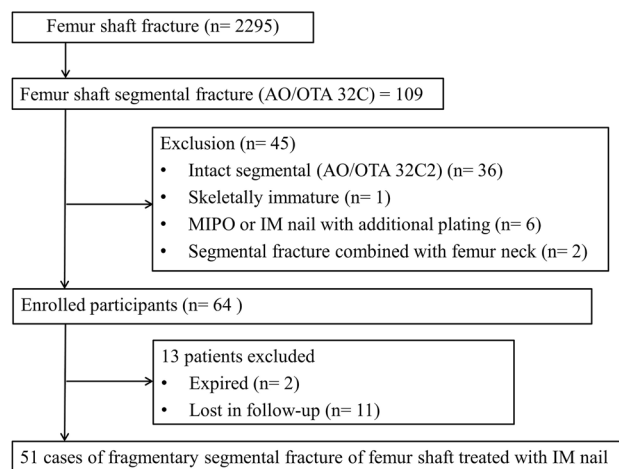 Femur shaft fracture (n= 2295)
Femur shaft segmental fracture (AO/OTA 32C) = 109
Exclusion (n= 45)
• Intact segmental (AO/OTA 32C2) (n= 36)
• Skeletally immature (n= 1)
• MIPO or IM nail with additional plating (n= 6)
• Segmental fracture combined with femur neck (n= 2)
Enrolled participants (n= 64 )
13 patients excluded
• Expired (n= 2)
• Lost in follow-up (n= 11)
51 cases of fragmentary segmental fracture of femur shaft treated with IM nail